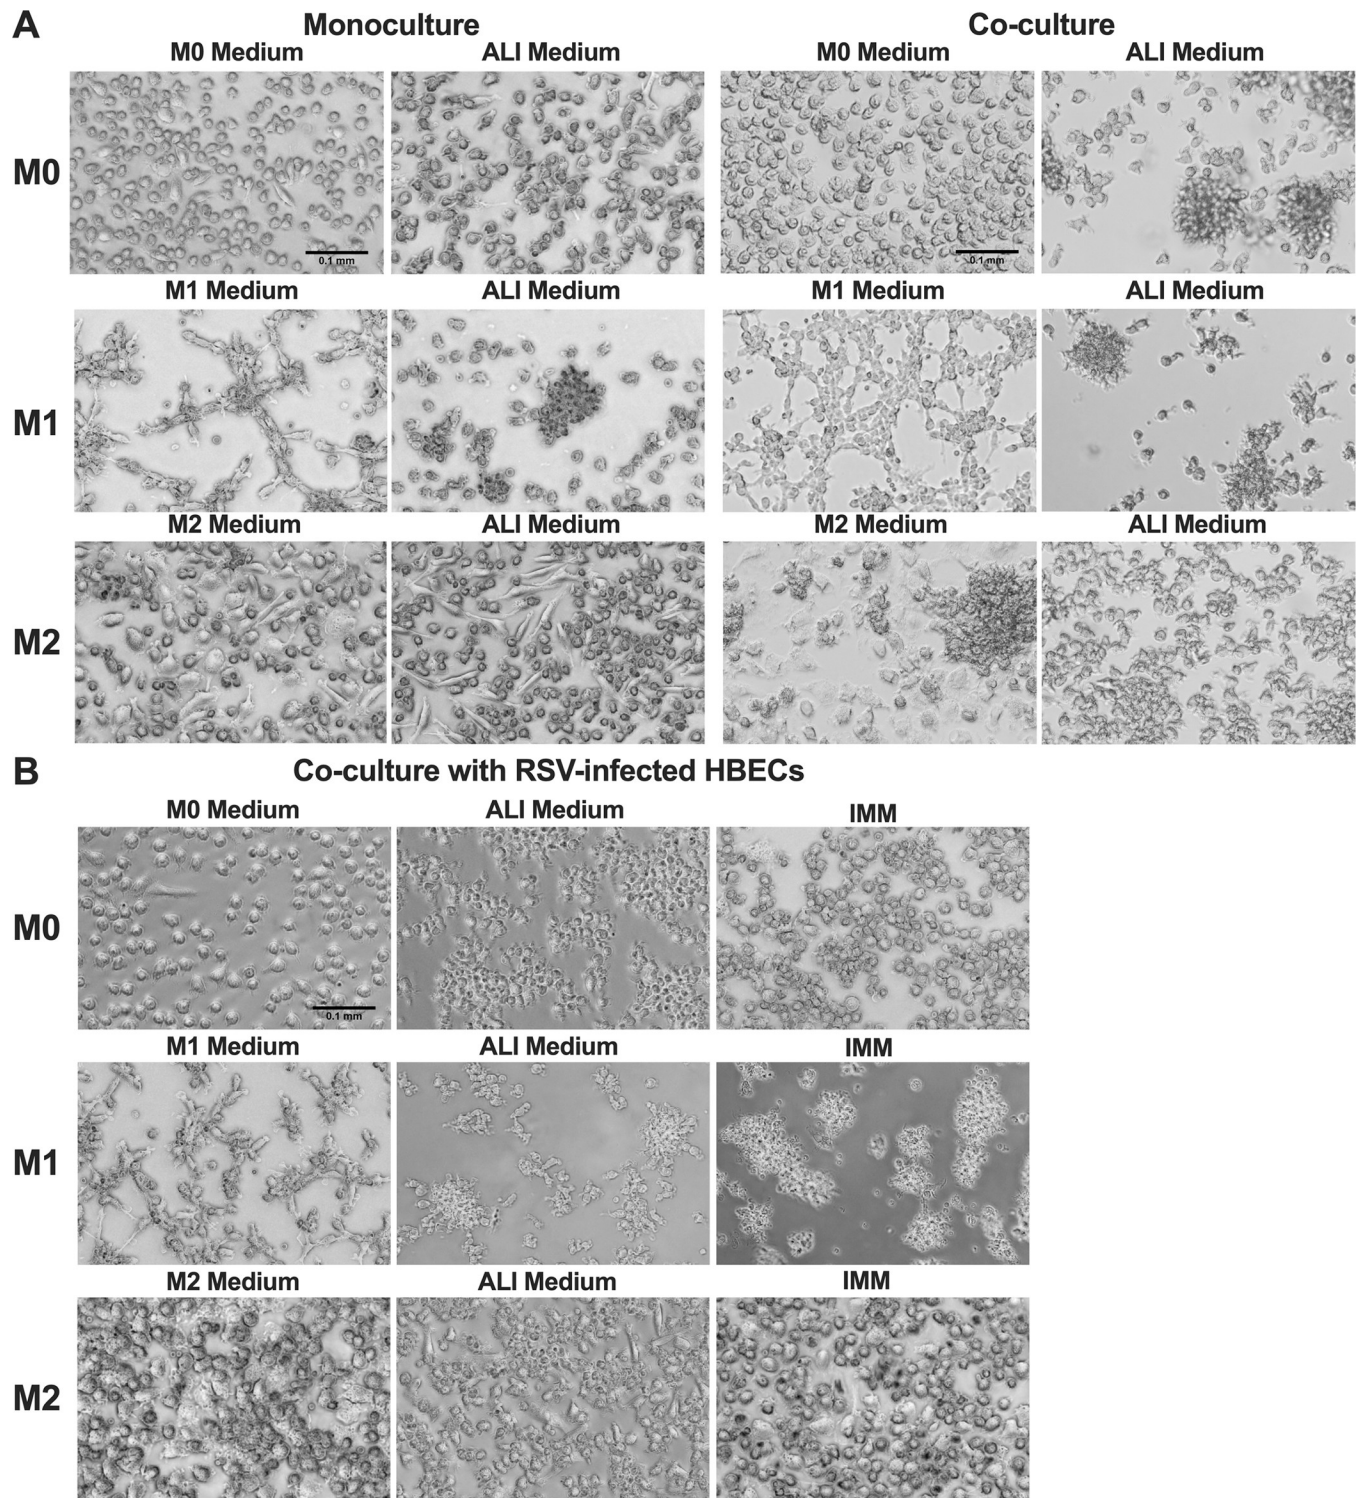 A
Monoculture Co-culture
M0 Medium ALI Medium M0 Medium ALI Medium
M0
0.1 mm 0.1 mm
M1 Medium ALI Medium M1 Medium ALI Medium
M1
M2 Medium ALI Medium M2 Medium ALI Medium
M2
B
Co-culture with RSV-infected HBECs
M0 Medium ALI Medium IMM
M0
0.1 mm
M1 Medium ALI Medium IMM
M1
M2 Medium ALI Medium IMM
M2